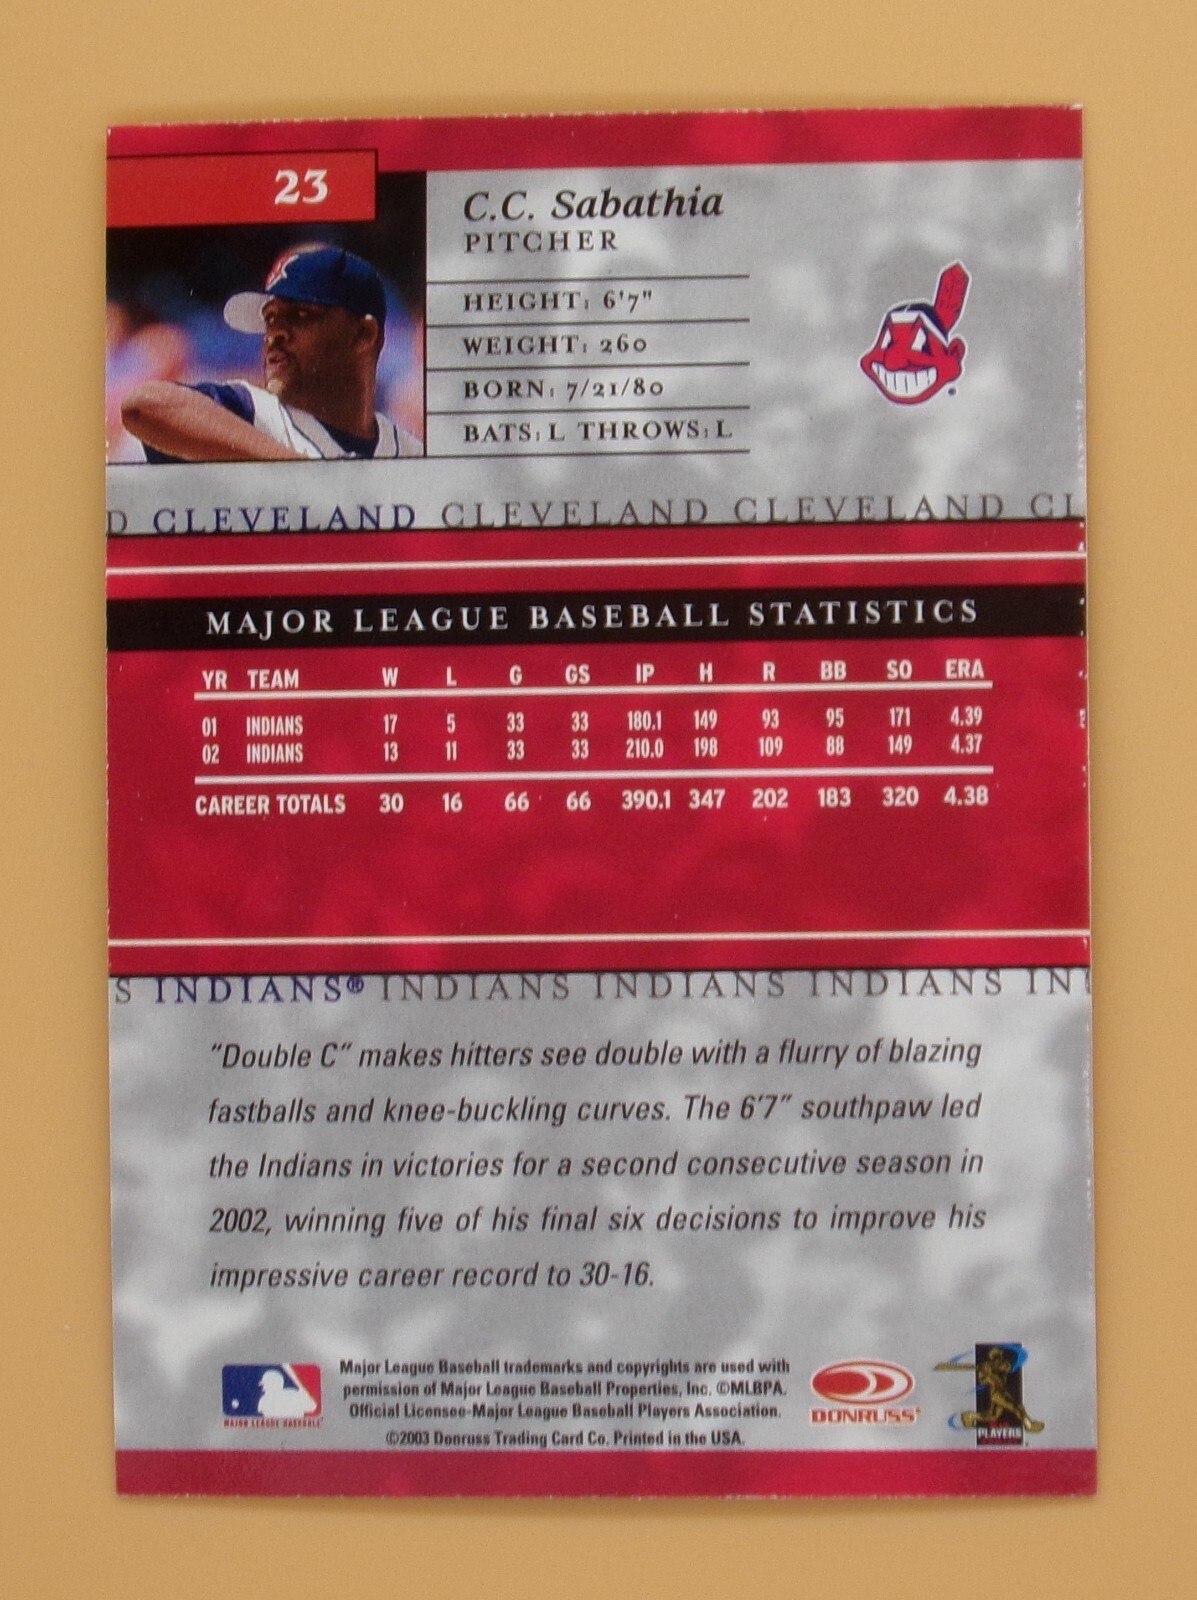 23
C.C. Sabathia
PITCHER
HEIGHT: 6'7"
WEIGHT: 260
BORN: 7/21/80
BATS: L THROWS: L
D CLEVELAND CLEVELAND CLEVELAND CL
MAJOR LEAGUE BASEBALL STATISTICS
YR TEAM W L G GS IP H R BB SO ERA
01 INDIANS 17 5 33 33 180.1 149 93 95 171 4.39
02 INDIANS 13 11 33 33 210.0 198 109 88 149 4.37
CAREER TOTALS 30 16 66 66 390.1 347 202 183 320 4.38
S INDIANS® INDIANS INDIANS INDIANS IN
"Double C" makes hitters see double with a flurry of blazing
fastballs and knee-buckling curves. The 6'7" southpaw led
the Indians in victories for a second consecutive season in
2002, winning five of his final six decisions to improve his
impressive career record to 30-16.
Major League Baseball trademarks and copyrights are used with
permission of Major League Baseball Properties, Inc. ©MLBPA.
Official Licensee-Major League Baseball Players Association.
©2003 Donruss Trading Card Co. Printed in the USA.
MAJOR LEAGUE BASEBALL
DONRUSS
PLAYERS